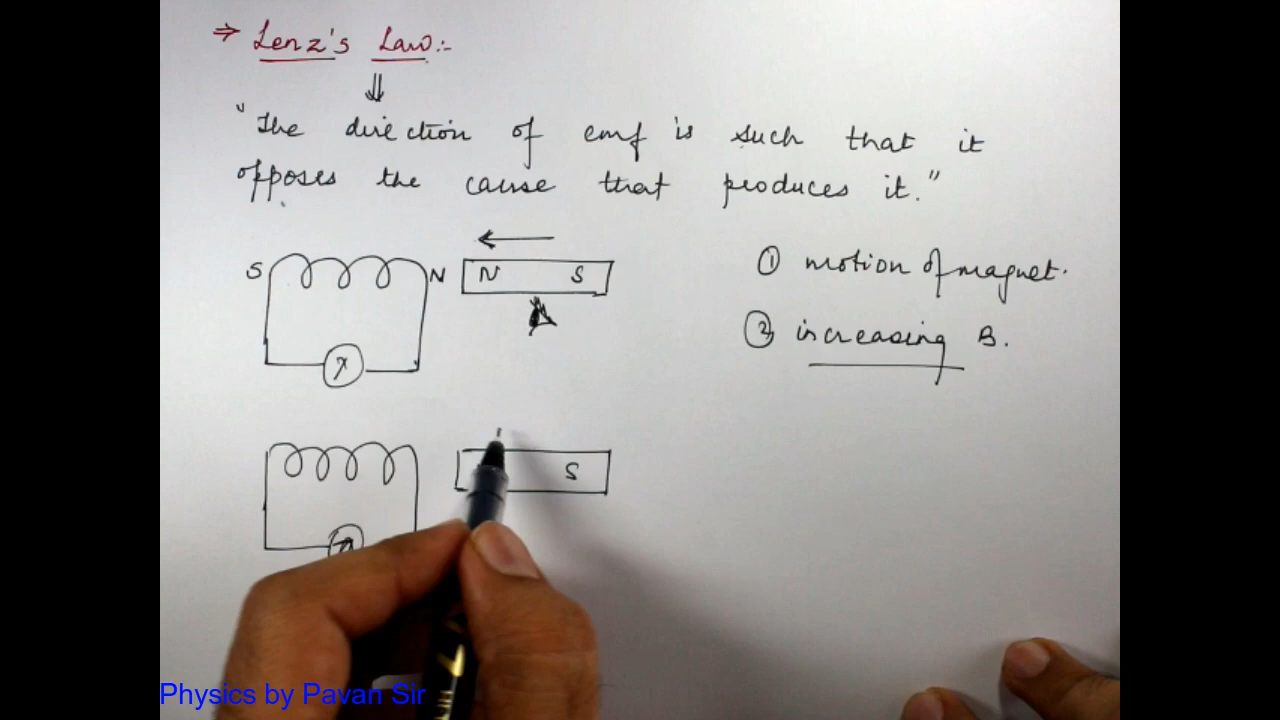 ⇒ Lenz's Law:-
"The direction of emf is such that it
opposes the cause that produces it."
S N N S
① motion of magnet.
② increasing B.
S
Physics by Pavan Sir